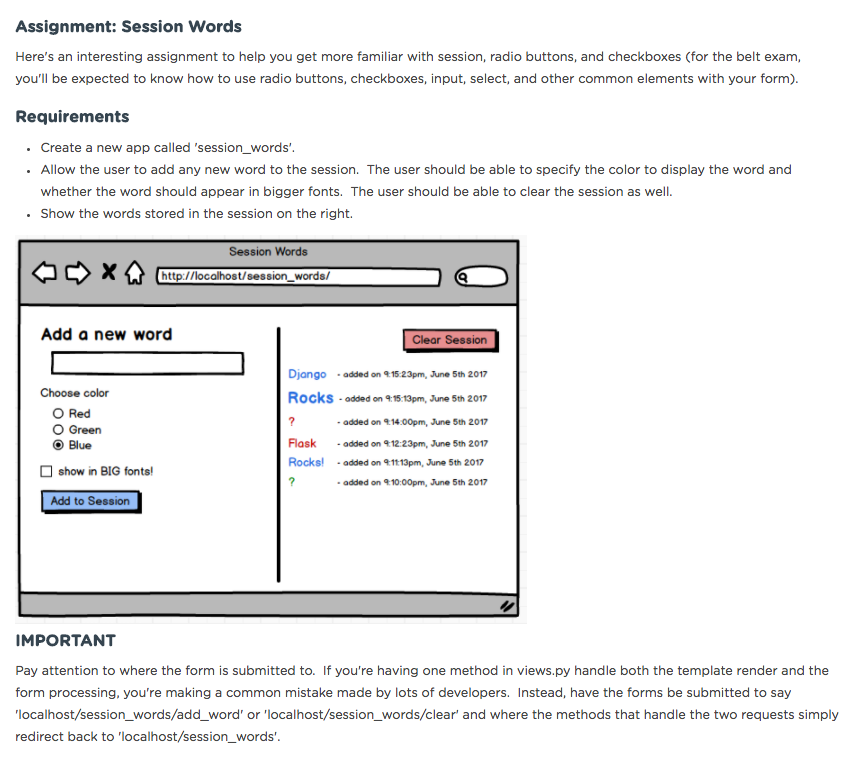 Assignment: Session Words
Here's an interesting assignment to help you get more familiar with session, radio buttons, and checkboxes (for the belt exam,
you'll be expected to know how to use radio buttons, checkboxes, input, select, and other common elements with your form).
Requirements
• Create a new app called 'session_words'.
• Allow the user to add any new word to the session. The user should be able to specify the color to display the word and
whether the word should appear in bigger fonts. The user should be able to clear the session as well.
• Show the words stored in the session on the right.
Session Words
http://localhost/session_words/
Add a new word
Choose color
Red
Green
Blue
show in BIG fonts!
Add to Session
Clear Session
Django - added on 9:15:23pm, June 5th 2017
Rocks - added on 9:15:13pm, June 5th 2017
? - added on 9:14:00pm, June 5th 2017
Flask - added on 9:12:23pm, June 5th 2017
Rocks! - added on 9:11:13pm, June 5th 2017
? - added on 9:10:00pm, June 5th 2017
IMPORTANT
Pay attention to where the form is submitted to. If you're having one method in views.py handle both the template render and the
form processing, you're making a common mistake made by lots of developers. Instead, have the forms be submitted to say
'localhost/session_words/add_word' or 'localhost/session_words/clear' and where the methods that handle the two requests simply
redirect back to 'localhost/session_words'.